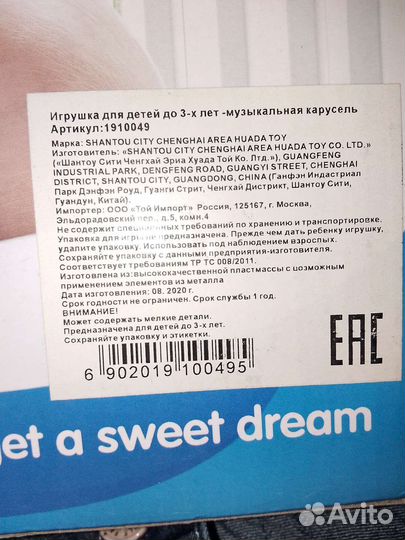 Игрушка для детей до 3-х лет -музыкальная карусель
Артикул:1910049
Марка: SHANTOU CITY CHENGHAI AREA HUADA TOY
Изготовитель: «SHANTOU CITY CHENGHAI AREA HUADA TOY CO. LTD.»
(«Шантоу Сити Ченгхай Эриа Хуада Той Ко. Лтд.»), GUANGFENG
INDUSTRIAL PARK, DENGFENG ROAD, GUANGYI STREET, CHENGHAI
DISTRICT, SHANTOU CITY, GUANGDONG, CHINA (Ганфэн Индастриал
Парк Дэнфэн Роуд, Гуанги Стрит, Ченгхай Дистрикт, Шантоу Сити,
Гуандун, Китай).
Импортер: ООО «Той Импорт» Россия, 125167, г. Москва,
Эльдорадовский пер., д.5, комн.4
Не содержит специальных требований по хранению и транспортировке.
Упаковка для игры не предназначена. Прежде чем дать ребенку игрушку,
удалите упаковку. Использовать под наблюдением взрослых.
Сохраняйте упаковку с данными предприятия-изготовителя.
Соответствует требованиям ТР ТС 008/2011.
Изготовлена из:высококачественной пластмассы с возможным
применением элементов из металла
Дата изготовления: 08. 2020 г.
Срок годности не ограничен. Срок службы 1 год.
ВНИМАНИЕ!
Может содержать мелкие детали.
Предназначена для детей до 3-х лет.
Сохраняйте упаковку и этикетки.
EAC
6 902019 100495
get a sweet dream
Avito